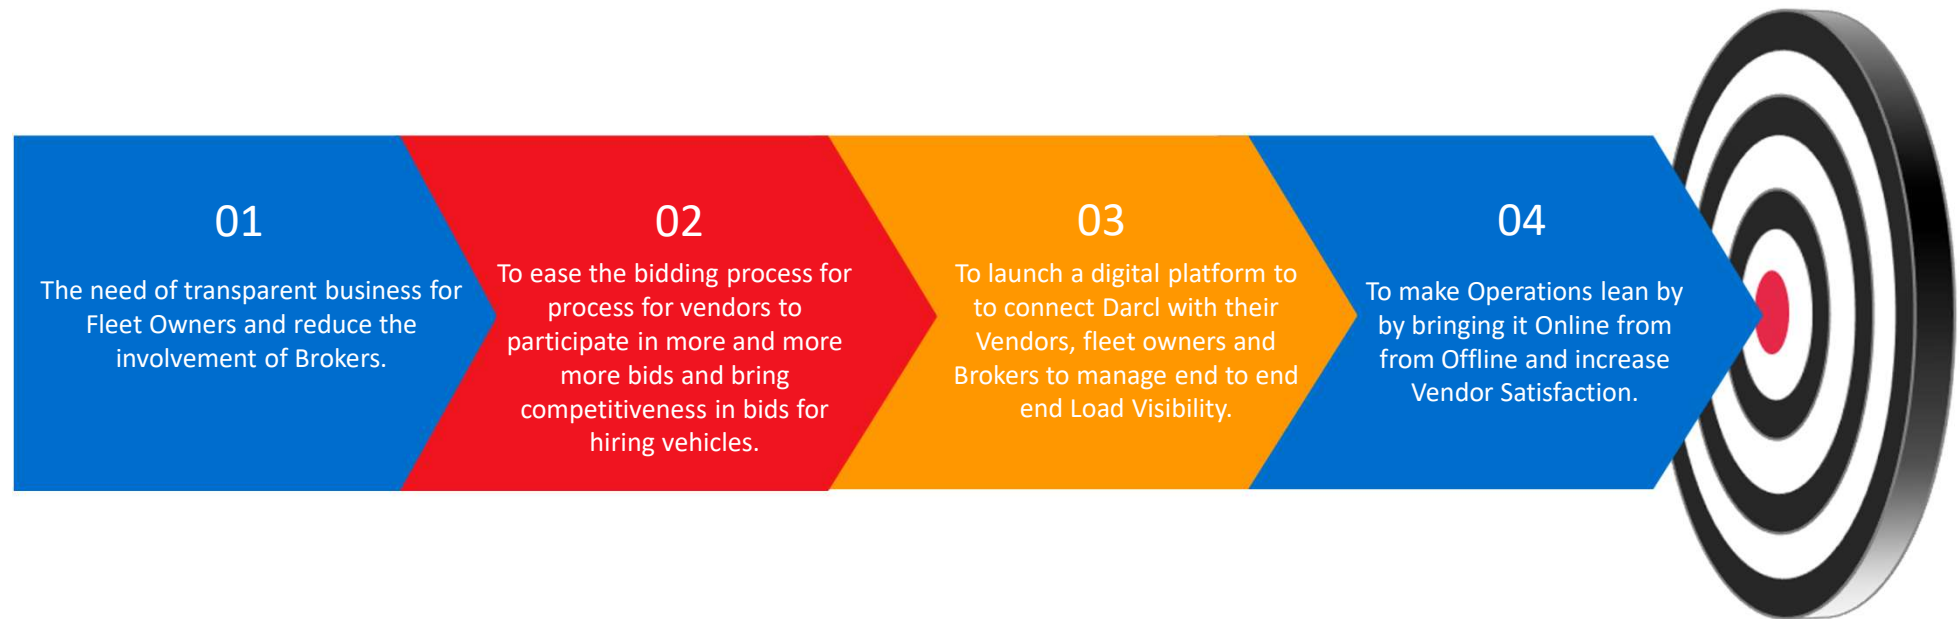 01
The need of transparent business for
Fleet Owners and reduce the
involvement of Brokers.
02
To ease the bidding process for
process for vendors to
participate in more and more
more bids and bring
competitiveness in bids for
hiring vehicles.
03
To launch a digital platform to
to connect Darcl with their
Vendors, fleet owners and
Brokers to manage end to end
end Load Visibility.
04
To make Operations lean by
by bringing it Online from
from Offline and increase
Vendor Satisfaction.